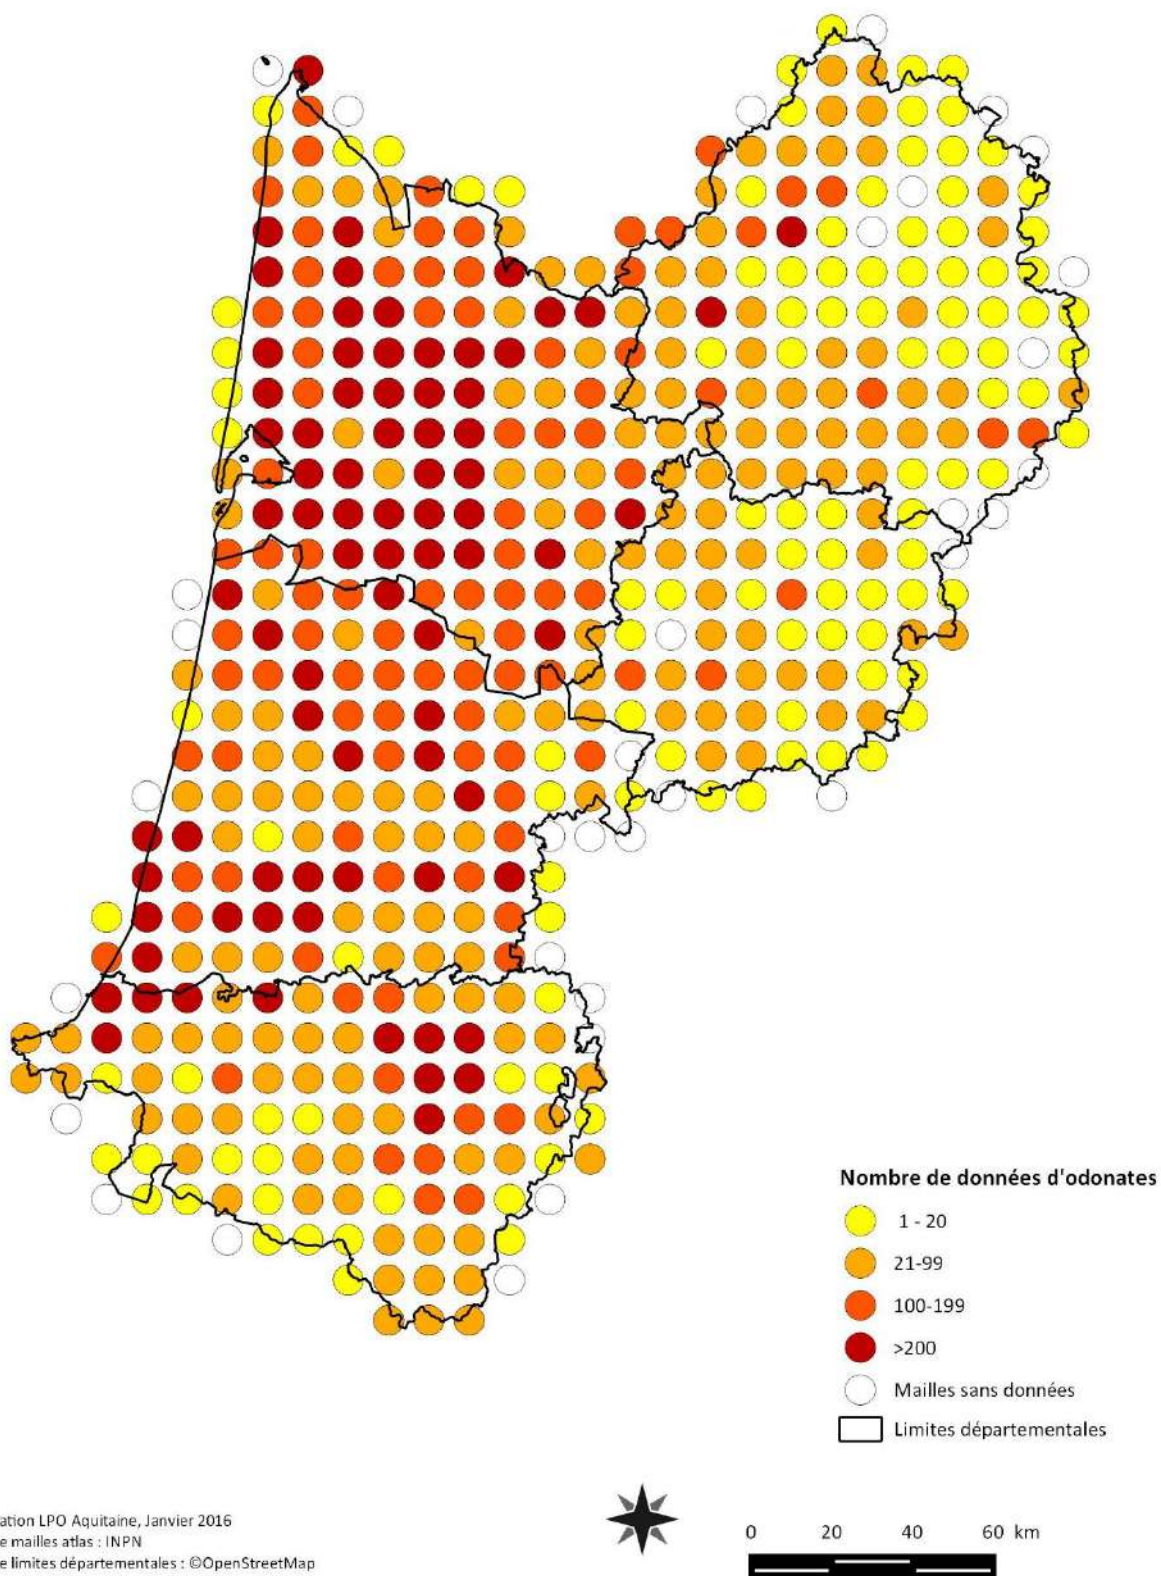 Nombre de données d'odonates
1 - 20
21-99
100-199
>200
Mailles sans données
Limites départementales
ation LPO Aquitaine, Janvier 2016
e mailles atlas : INPN
e limites départementales : ©OpenStreetMap
0 20 40 60 km